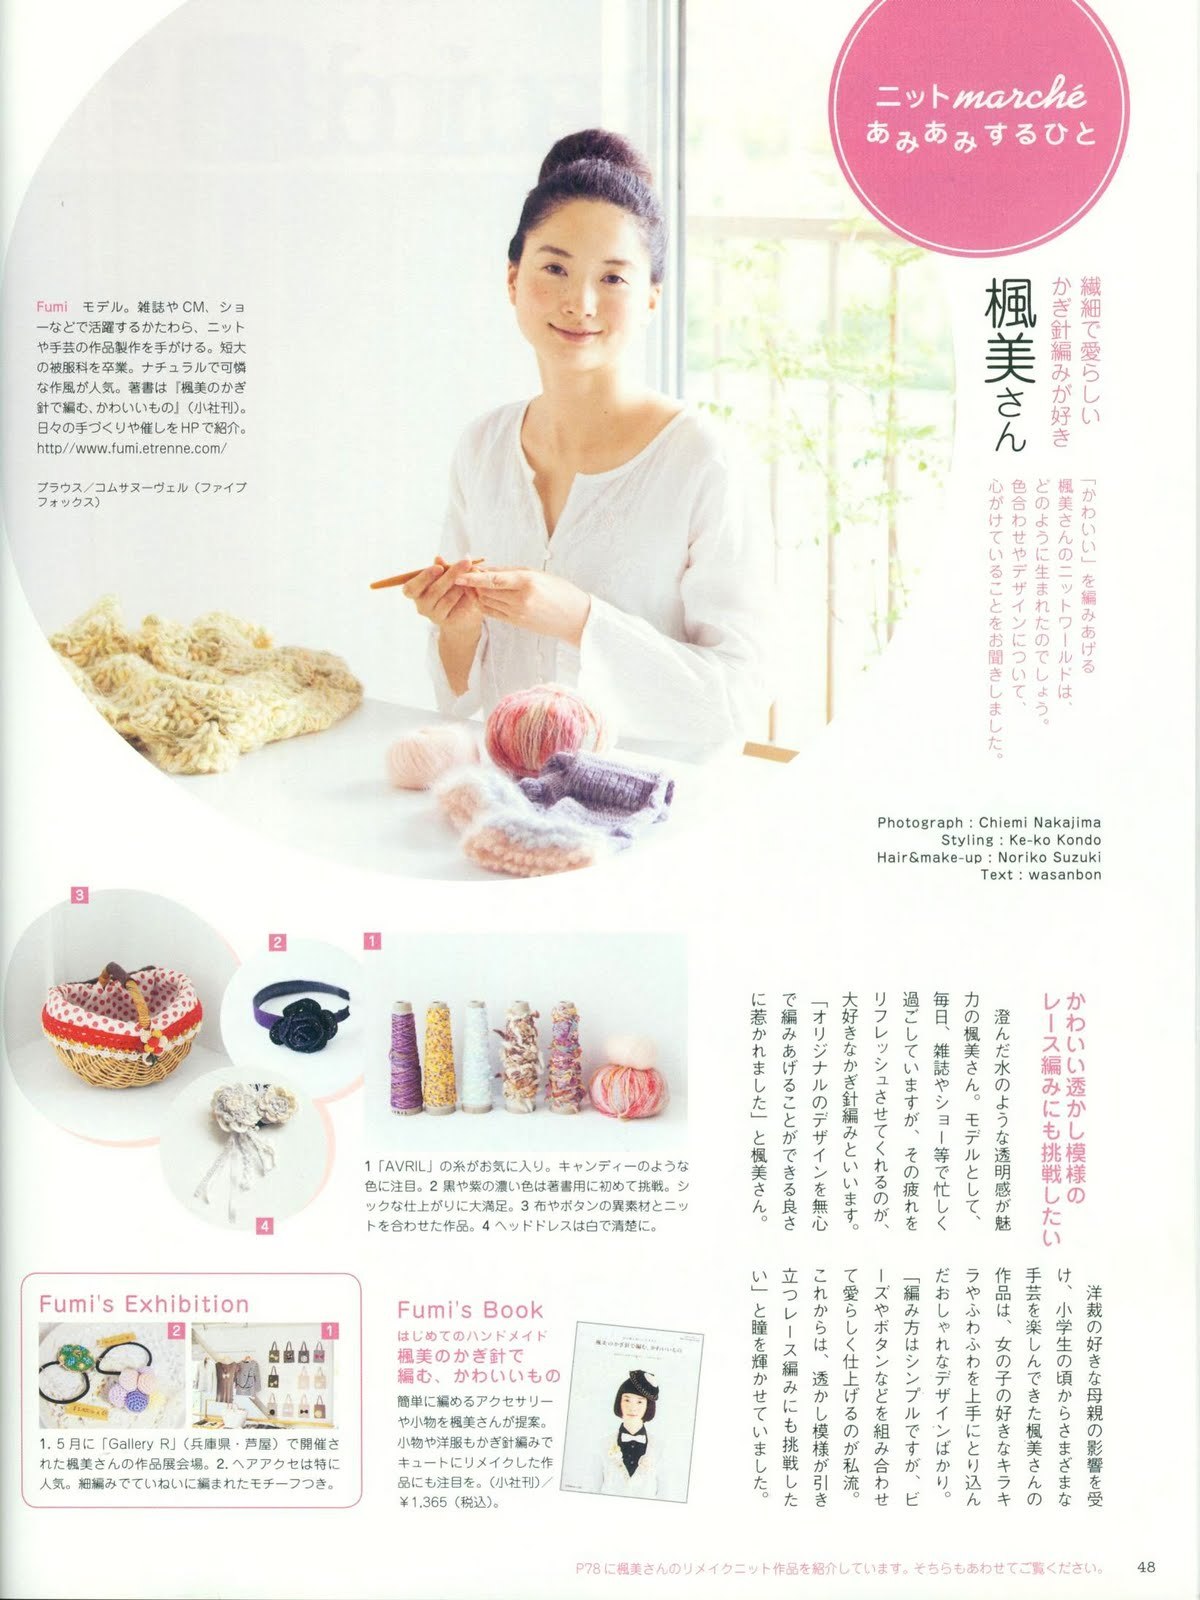 ニットmarché
あみあみするひと
繊細で愛らしい
かぎ針編みが好き
楓美さん
「かわいい」を編みあげる
楓美さんのニットワールドは、
どのように生まれたのでしょう。
色合わせやデザインについて、
心がけていることをお聞きしました。
Fumi　モデル。雑誌やCM、ショ
ーなどで活躍するかたわら、ニット
や手芸の作品製作を手がける。短大
の被服科を卒業。ナチュラルで可憐
な作風が人気。著書は『楓美のかぎ
針で編む、かわいいもの』（小社刊）。
日々の手づくりや催しをHPで紹介。
http//www.fumi.etrenne.com/
ブラウス／コムサヌーヴェル（ファイブ
フォックス）
Photograph : Chiemi Nakajima
Styling : Ke-ko Kondo
Hair&make-up : Noriko Suzuki
Text : wasanbon
3
2
1
4
1「AVRIL」の糸がお気に入り。キャンディーのような
色に注目。2 黒や紫の濃い色は著書用に初めて挑戦。シ
ックな仕上がりに大満足。3 布やボタンの異素材とニッ
トを合わせた作品。4 ヘッドドレスは白で清楚に。
かわいい透かし模様の
レース編みにも挑戦したい
澄んだ水のような透明感が魅
力の楓美さん。モデルとして、
毎日、雑誌やショー等で忙しく
過ごしていますが、その疲れを
リフレッシュさせてくれるのが、
大好きなかぎ針編みといいます。
「オリジナルのデザインを無心
で編みあげることができる良さ
に惹かれました」と楓美さん。
洋裁の好きな母親の影響を受
け、小学生の頃からさまざまな
手芸を楽しんできた楓美さんの
作品は、女の子の好きなキラキ
ラやふわふわを上手にとり込ん
だおしゃれなデザインばかり。
「編み方はシンプルですが、ビ
ーズやボタンなどを組み合わせ
て愛らしく仕上げるのが私流。
これからは、透かし模様が引き
立つレース編みにも挑戦した
い」と瞳を輝かせていました。
Fumi's Exhibition
2
1
1. 5月に「Gallery R」（兵庫県・芦屋）で開催さ
れた楓美さんの作品展会場。2. ヘアアクセは特に
人気。細編みでていねいに編まれたモチーフつき。
Fumi's Book
はじめてのハンドメイド
楓美のかぎ針で
編む、かわいいもの
簡単に編めるアクセサリー
や小物を楓美さんが提案。
小物や洋服もかぎ針編みで
キュートにリメイクした作
品にも注目を。（小社刊）／
￥1,365（税込）。
楓美のかぎ針で編む、かわいいもの
P78に楓美さんのリメイクニット作品を紹介しています。そちらもあわせてご覧ください。
48